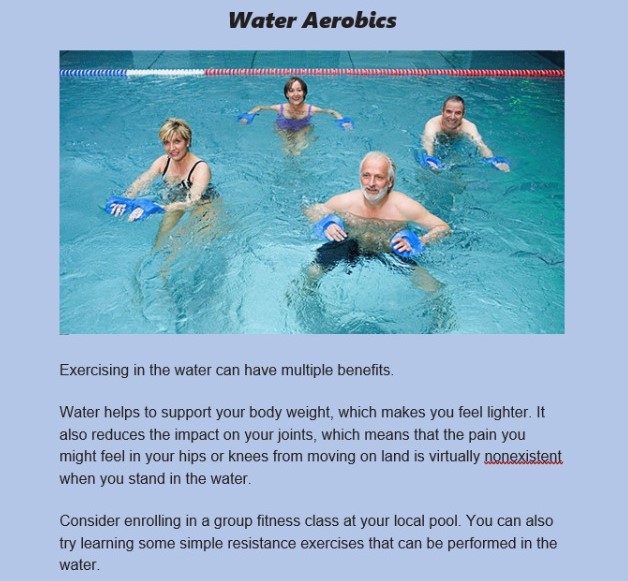 Water Aerobics
Exercising in the water can have multiple benefits.
Water helps to support your body weight, which makes you feel lighter. It
also reduces the impact on your joints, which means that the pain you
might feel in your hips or knees from moving on land is virtually nonexistent
when you stand in the water.
Consider enrolling in a group fitness class at your local pool. You can also
try learning some simple resistance exercises that can be performed in the
water.